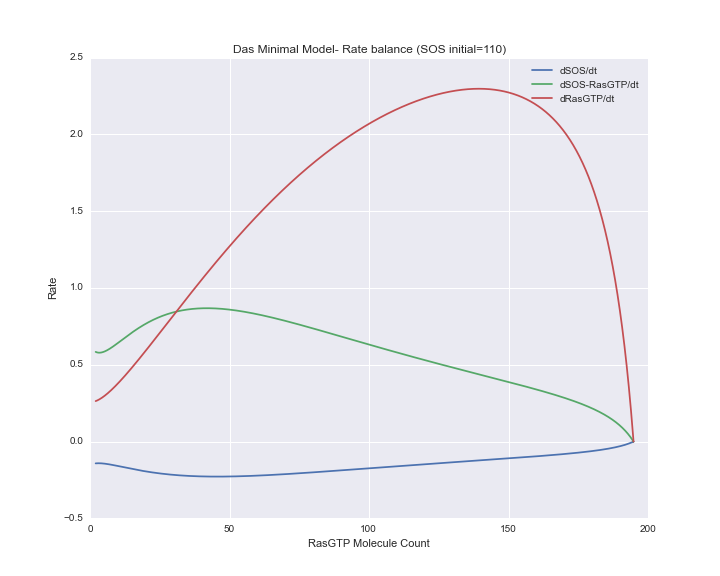 Das Minimal Model- Rate balance (SOS initial=110)
2.5
2.0
1.5
1.0
0.5
0.0
−0.5
Rate
dSOS/dt
dSOS-RasGTP/dt
dRasGTP/dt
0 50 100 150 200
RasGTP Molecule Count